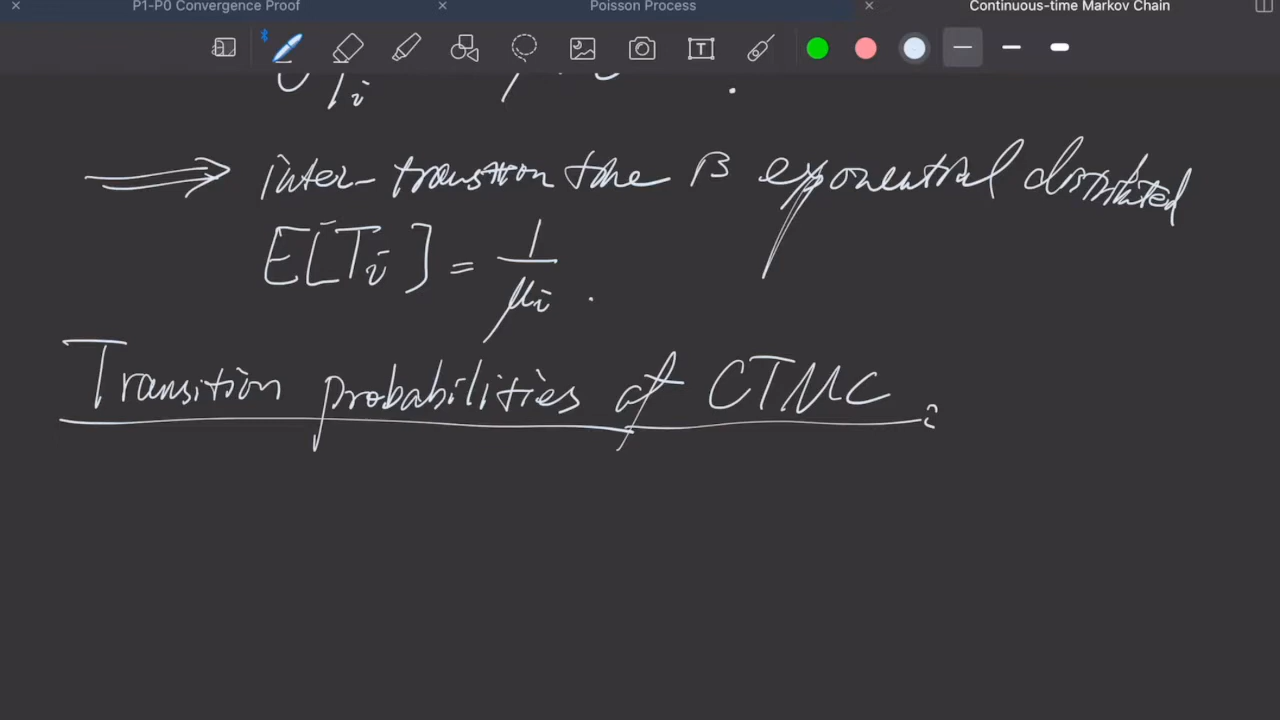 P1-P0 Convergence Proof Poisson Process Continuous-time Markov Chain
⟹ inter-transition time is exponential distributed
E[Tᵢ] = 1/μᵢ .
Transition probabilities of CTMC